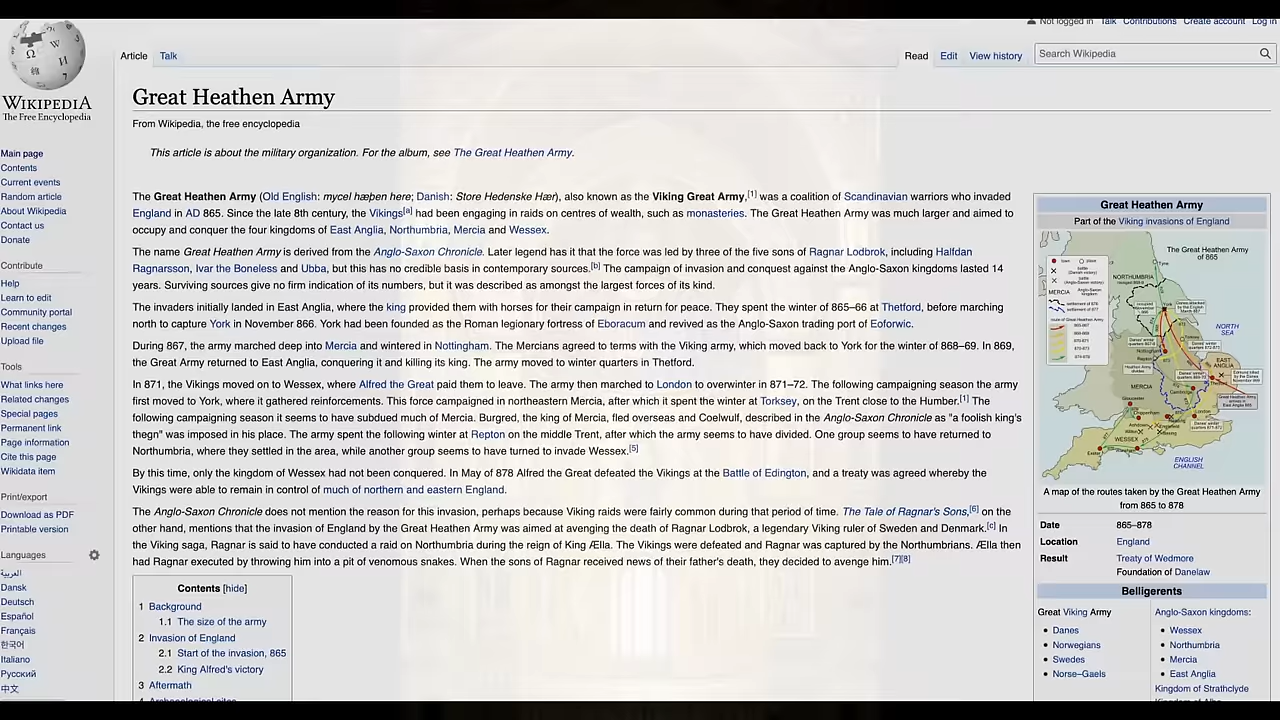 Not logged in Talk Contributions Create account Log in
Article Talk
Read Edit View history
Search Wikipedia
WIKIPEDIA
The Free Encyclopedia
Main page
Contents
Current events
Random article
About Wikipedia
Contact us
Donate
Contribute
Help
Learn to edit
Community portal
Recent changes
Upload file
Tools
What links here
Related changes
Special pages
Permanent link
Page information
Cite this page
Wikidata item
Print/export
Download as PDF
Printable version
Languages
العربية
Dansk
Deutsch
Español
Français
한국어
Italiano
Русский
中文
Great Heathen Army
From Wikipedia, the free encyclopedia
This article is about the military organization. For the album, see The Great Heathen Army.
The Great Heathen Army (Old English: mycel hæþen here; Danish: Store Hedenske Hær), also known as the Viking Great Army,[1] was a coalition of Scandinavian warriors who invaded
England in AD 865. Since the late 8th century, the Vikings[a] had been engaging in raids on centres of wealth, such as monasteries. The Great Heathen Army was much larger and aimed to
occupy and conquer the four kingdoms of East Anglia, Northumbria, Mercia and Wessex.
The name Great Heathen Army is derived from the Anglo-Saxon Chronicle. Later legend has it that the force was led by three of the five sons of Ragnar Lodbrok, including Halfdan
Ragnarsson, Ivar the Boneless and Ubba, but this has no credible basis in contemporary sources.[b] The campaign of invasion and conquest against the Anglo-Saxon kingdoms lasted 14
years. Surviving sources give no firm indication of its numbers, but it was described as amongst the largest forces of its kind.
The invaders initially landed in East Anglia, where the king provided them with horses for their campaign in return for peace. They spent the winter of 865–66 at Thetford, before marching
north to capture York in November 866. York had been founded as the Roman legionary fortress of Eboracum and revived as the Anglo-Saxon trading port of Eoforwic.
During 867, the army marched deep into Mercia and wintered in Nottingham. The Mercians agreed to terms with the Viking army, which moved back to York for the winter of 868–69. In 869,
the Great Army returned to East Anglia, conquering it and killing its king. The army moved to winter quarters in Thetford.
In 871, the Vikings moved on to Wessex, where Alfred the Great paid them to leave. The army then marched to London to overwinter in 871–72. The following campaigning season the army
first moved to York, where it gathered reinforcements. This force campaigned in northeastern Mercia, after which it spent the winter at Torksey, on the Trent close to the Humber.[1] The
following campaigning season it seems to have subdued much of Mercia. Burgred, the king of Mercia, fled overseas and Coelwulf, described in the Anglo-Saxon Chronicle as "a foolish king's
thegn" was imposed in his place. The army spent the following winter at Repton on the middle Trent, after which the army seems to have divided. One group seems to have returned to
Northumbria, where they settled in the area, while another group seems to have turned to invade Wessex.[5]
By this time, only the kingdom of Wessex had not been conquered. In May of 878 Alfred the Great defeated the Vikings at the Battle of Edington, and a treaty was agreed whereby the
Vikings were able to remain in control of much of northern and eastern England.
The Anglo-Saxon Chronicle does not mention the reason for this invasion, perhaps because Viking raids were fairly common during that period of time. The Tale of Ragnar's Sons,[6] on the
other hand, mentions that the invasion of England by the Great Heathen Army was aimed at avenging the death of Ragnar Lodbrok, a legendary Viking ruler of Sweden and Denmark.[c] In
the Viking saga, Ragnar is said to have conducted a raid on Northumbria during the reign of King Ælla. The Vikings were defeated and Ragnar was captured by the Northumbrians. Ælla then
had Ragnar executed by throwing him into a pit of venomous snakes. When the sons of Ragnar received news of their father's death, they decided to avenge him.[7][8]
Contents [hide]
1 Background
1.1 The size of the army
2 Invasion of England
2.1 Start of the invasion, 865
2.2 King Alfred's victory
3 Aftermath
4 Archaeological sites
Great Heathen Army
Part of the Viking invasions of England
The Great Heathen Army
of 865
NORTHUMBRIA
NORTH
SEA
EAST
ANGLIA
MERCIA
WESSEX
ENGLISH
CHANNEL
A map of the routes taken by the Great Heathen Army
from 865 to 878
Date 865–878
Location England
Result Treaty of Wedmore
Foundation of Danelaw
Belligerents
Great Viking Army
Danes
Norwegians
Swedes
Norse–Gaels
Anglo-Saxon kingdoms:
Wessex
Northumbria
Mercia
East Anglia
Kingdom of Strathclyde